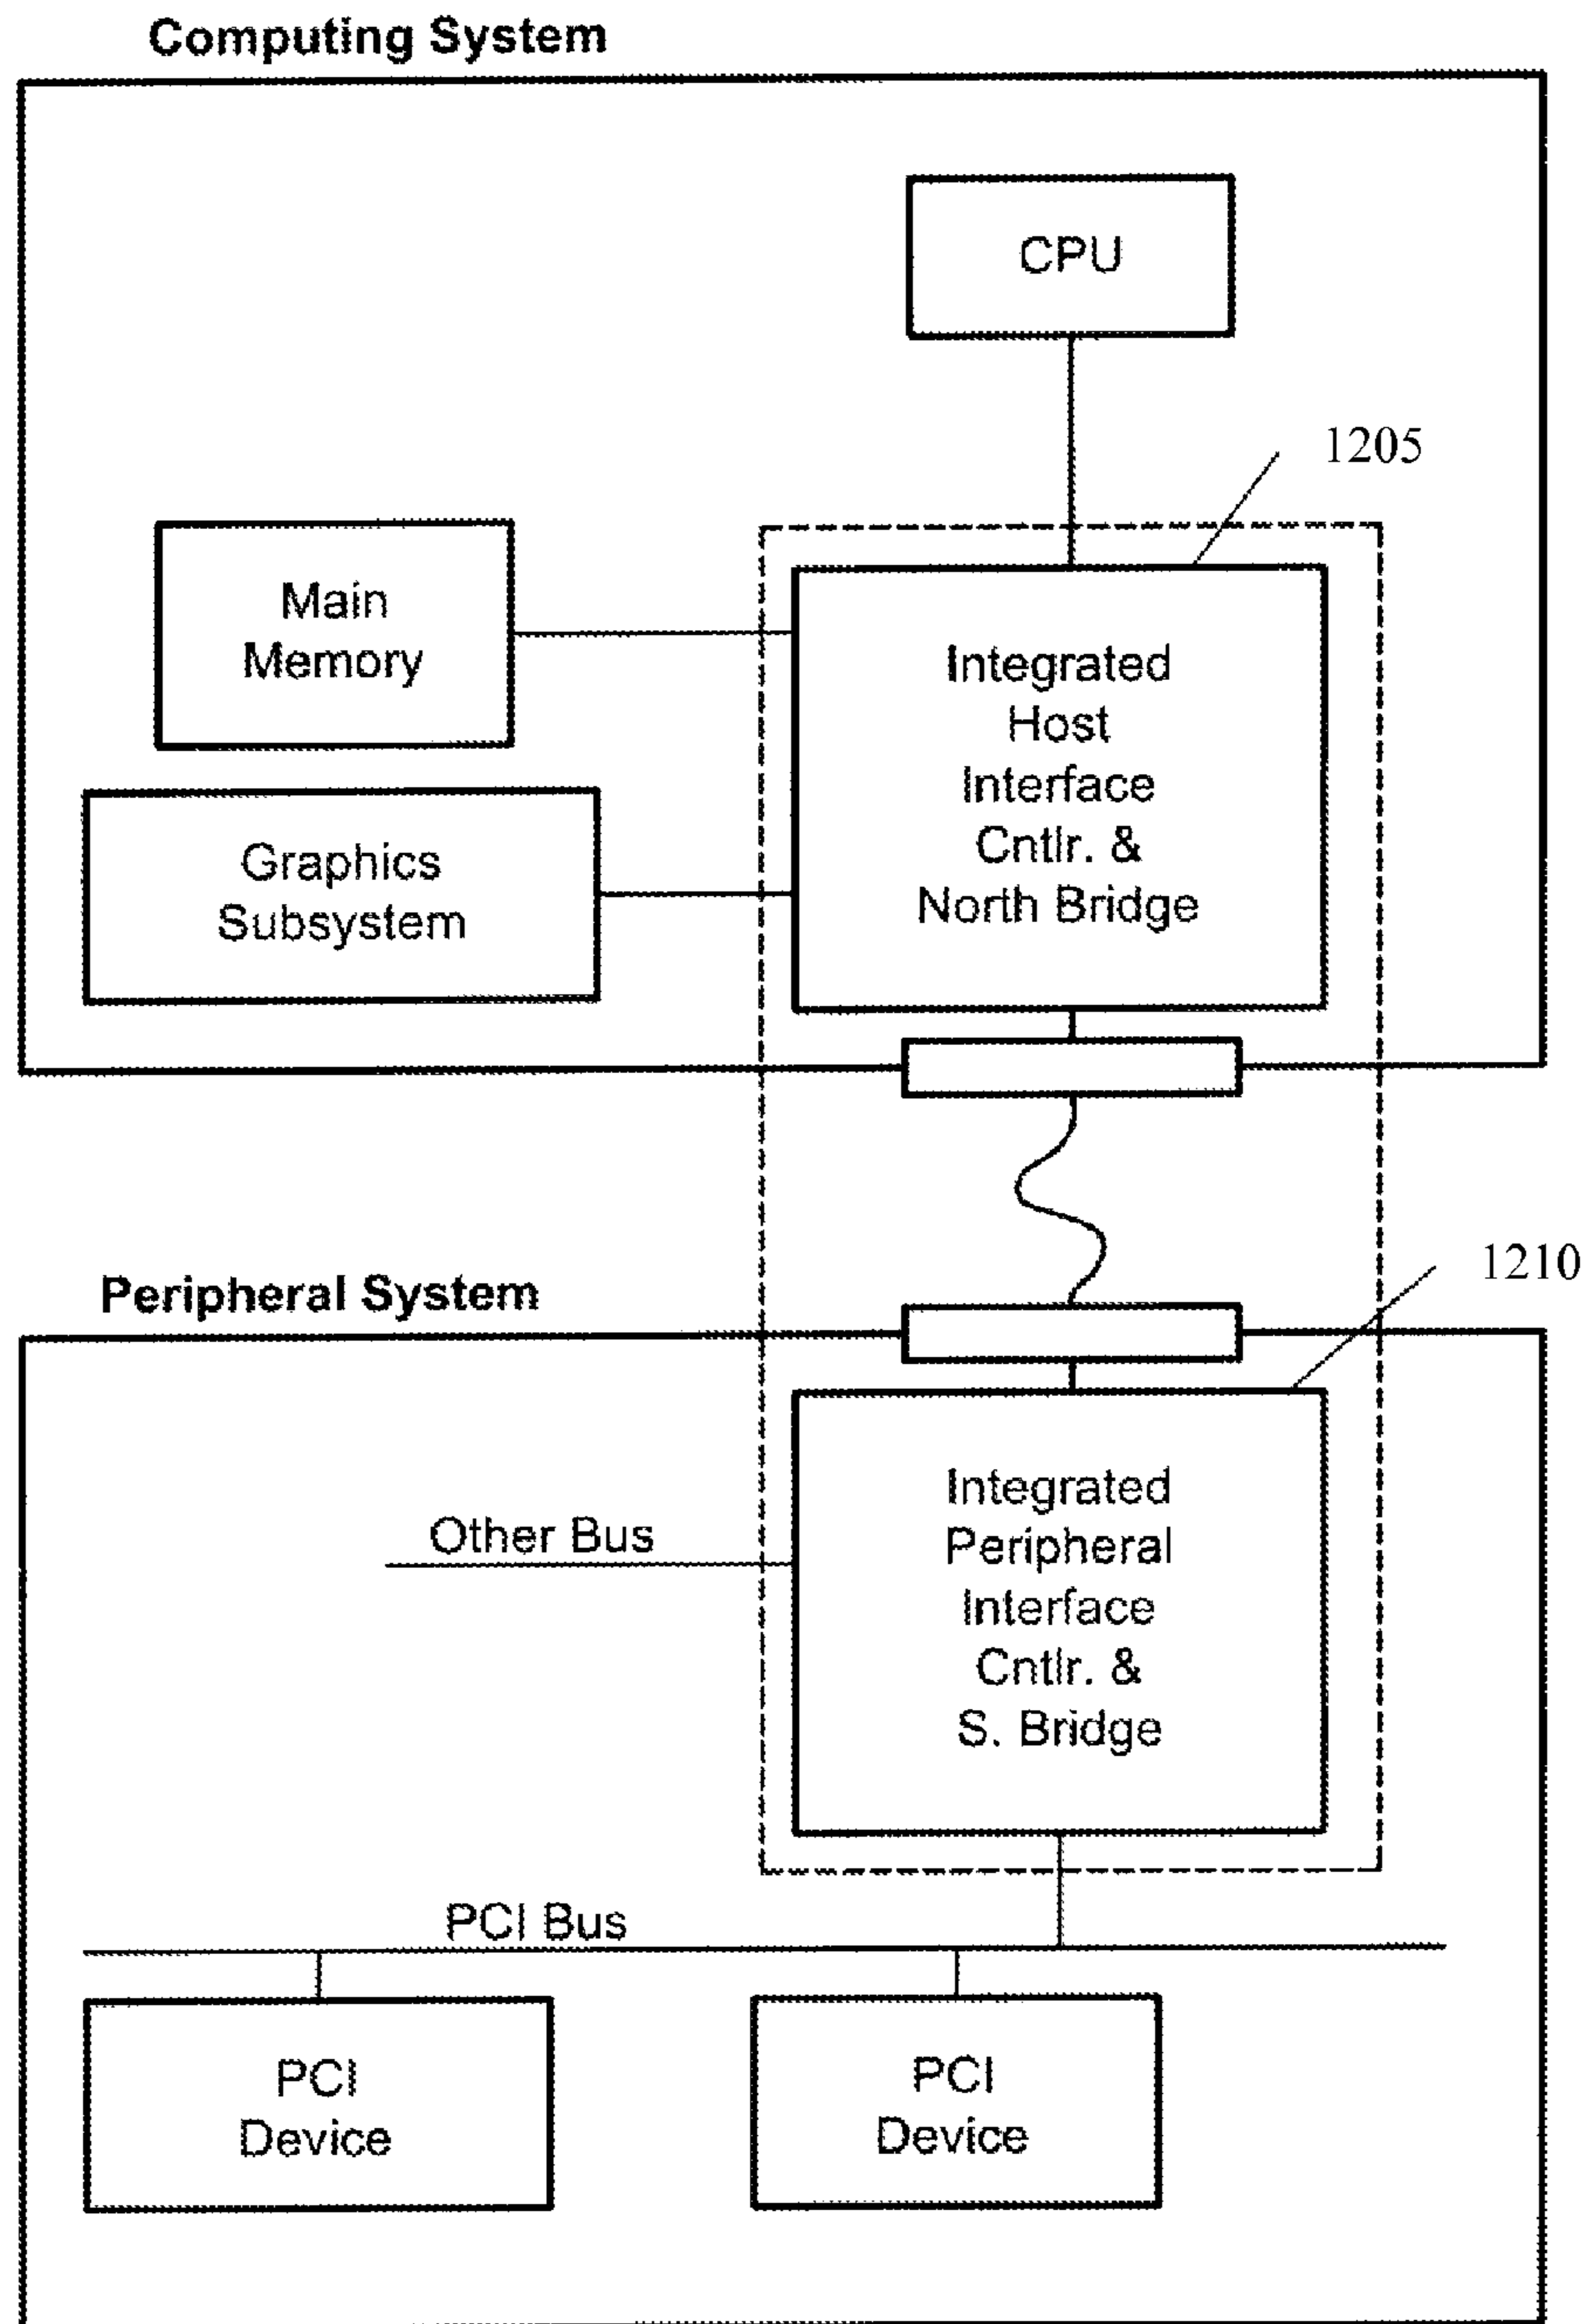 Computing System
CPU
1205
Main
Memory
Integrated
Host
Interface
Cntlr. &
North Bridge
Graphics
Subsystem
Peripheral System
1210
Integrated
Peripheral
Interface
Cntlr. &
S. Bridge
Other Bus
PCI Bus
PCI
Device
PCI
Device